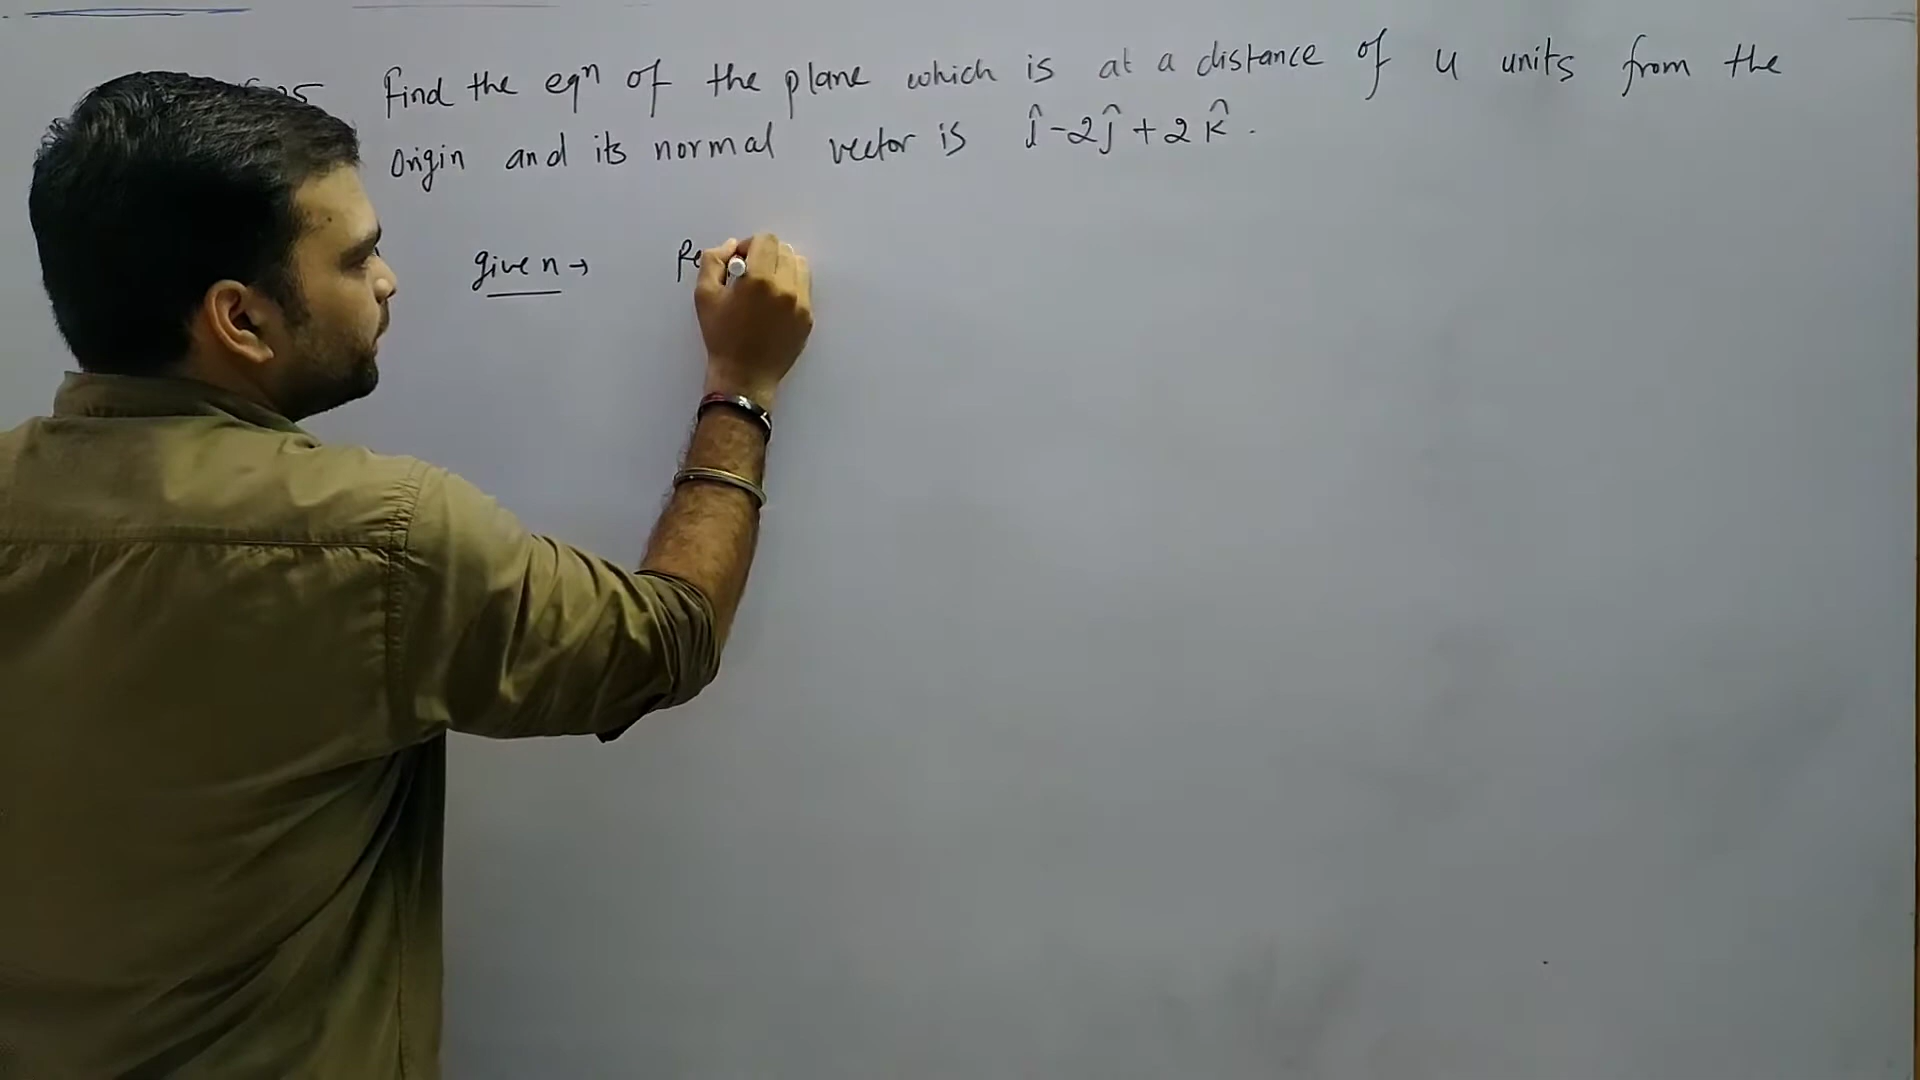 Find the eqn of the plane which is at a distance of 4 units from the
Origin and its normal vector is î - 2ĵ + 2k̂.
given →